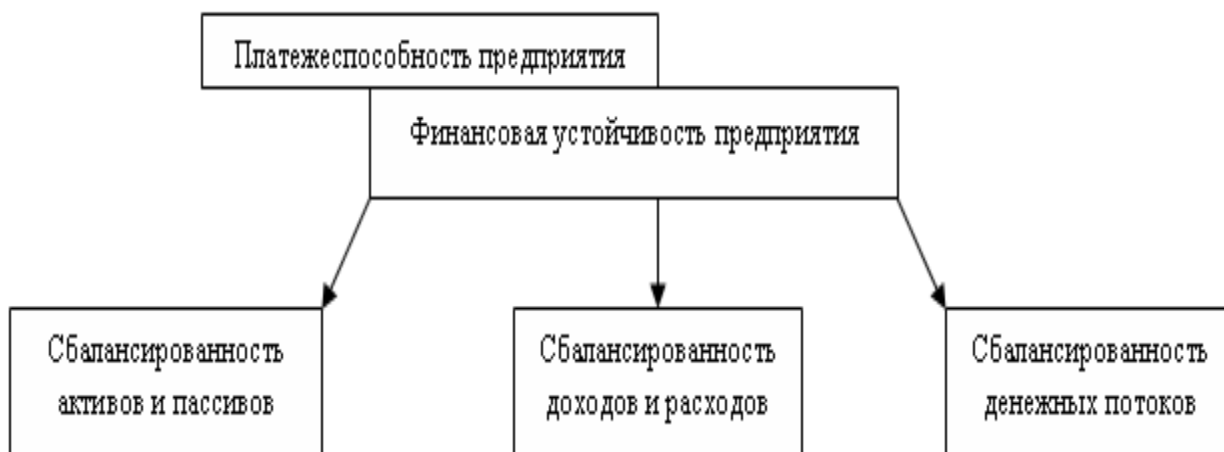 Платежеспособность предприятия
Финансовая устойчивость предприятия
Сбалансированность
активов и пассивов
Сбалансированность
доходов и расходов
Сбалансированность
денежных потоков